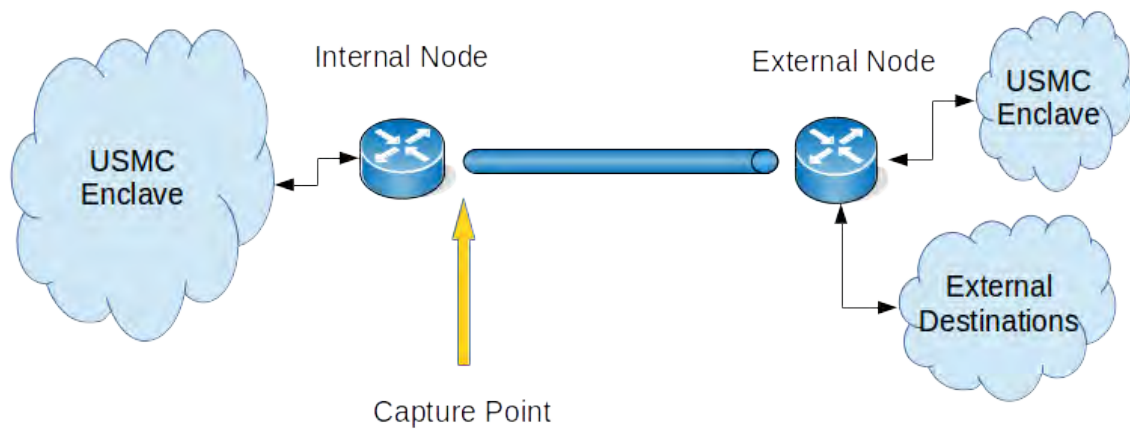 Internal Node
External Node
USMC
Enclave
USMC
Enclave
External
Destinations
Capture Point